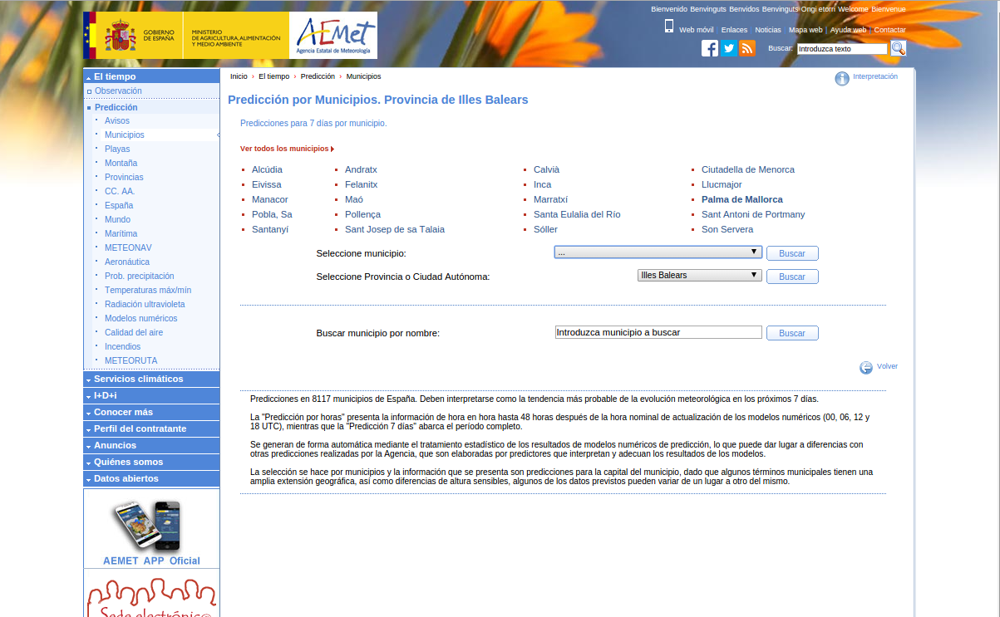 Bienvenido Benvinguts Benvidos Benvinguts Ongi etorri Welcome Bienvenue
GOBIERNO DE ESPAÑA
MINISTERIO DE AGRICULTURA, ALIMENTACIÓN Y MEDIO AMBIENTE
AEMet
Agencia Estatal de Meteorología
Web móvil | Enlaces | Noticias | Mapa web | Ayuda web | Contactar
Buscar: Introduzca texto
El tiempo
Observación
Predicción
Avisos
Municipios
Playas
Montaña
Provincias
CC. AA.
España
Mundo
Marítima
METEONAV
Aeronáutica
Prob. precipitación
Temperaturas máx/mín
Radiación ultravioleta
Modelos numéricos
Calidad del aire
Incendios
METEORUTA
Servicios climáticos
I+D+i
Conocer más
Perfil del contratante
Anuncios
Quiénes somos
Datos abiertos
AEMET APP Oficial
Sede electrónic@
Inicio › El tiempo › Predicción › Municipios
Interpretación
Predicción por Municipios. Provincia de Illes Balears
Predicciones para 7 días por municipio.
Ver todos los municipios
Alcúdia Andratx Calvià Ciutadella de Menorca
Eivissa Felanitx Inca Llucmajor
Manacor Maó Marratxí Palma de Mallorca
Pobla, Sa Pollença Santa Eulalia del Río Sant Antoni de Portmany
Santanyí Sant Josep de sa Talaia Sóller Son Servera
Seleccione municipio: ... Buscar
Seleccione Provincia o Ciudad Autónoma: Illes Balears Buscar
Buscar municipio por nombre: Introduzca municipio a buscar Buscar
Volver
Predicciones en 8117 municipios de España. Deben interpretarse como la tendencia más probable de la evolución meteorológica en los próximos 7 días.
La "Predicción por horas" presenta la información de hora en hora hasta 48 horas después de la hora nominal de actualización de los modelos numéricos (00, 06, 12 y
18 UTC), mientras que la "Predicción 7 días" abarca el período completo.
Se generan de forma automática mediante el tratamiento estadístico de los resultados de modelos numéricos de predicción, lo que puede dar lugar a diferencias con
otras predicciones realizadas por la Agencia, que son elaboradas por predictores que interpretan y adecuan los resultados de los modelos.
La selección se hace por municipios y la información que se presenta son predicciones para la capital del municipio, dado que algunos términos municipales tienen una
amplia extensión geográfica, así como diferencias de altura sensibles, algunos de los datos previstos pueden variar de un lugar a otro del mismo.